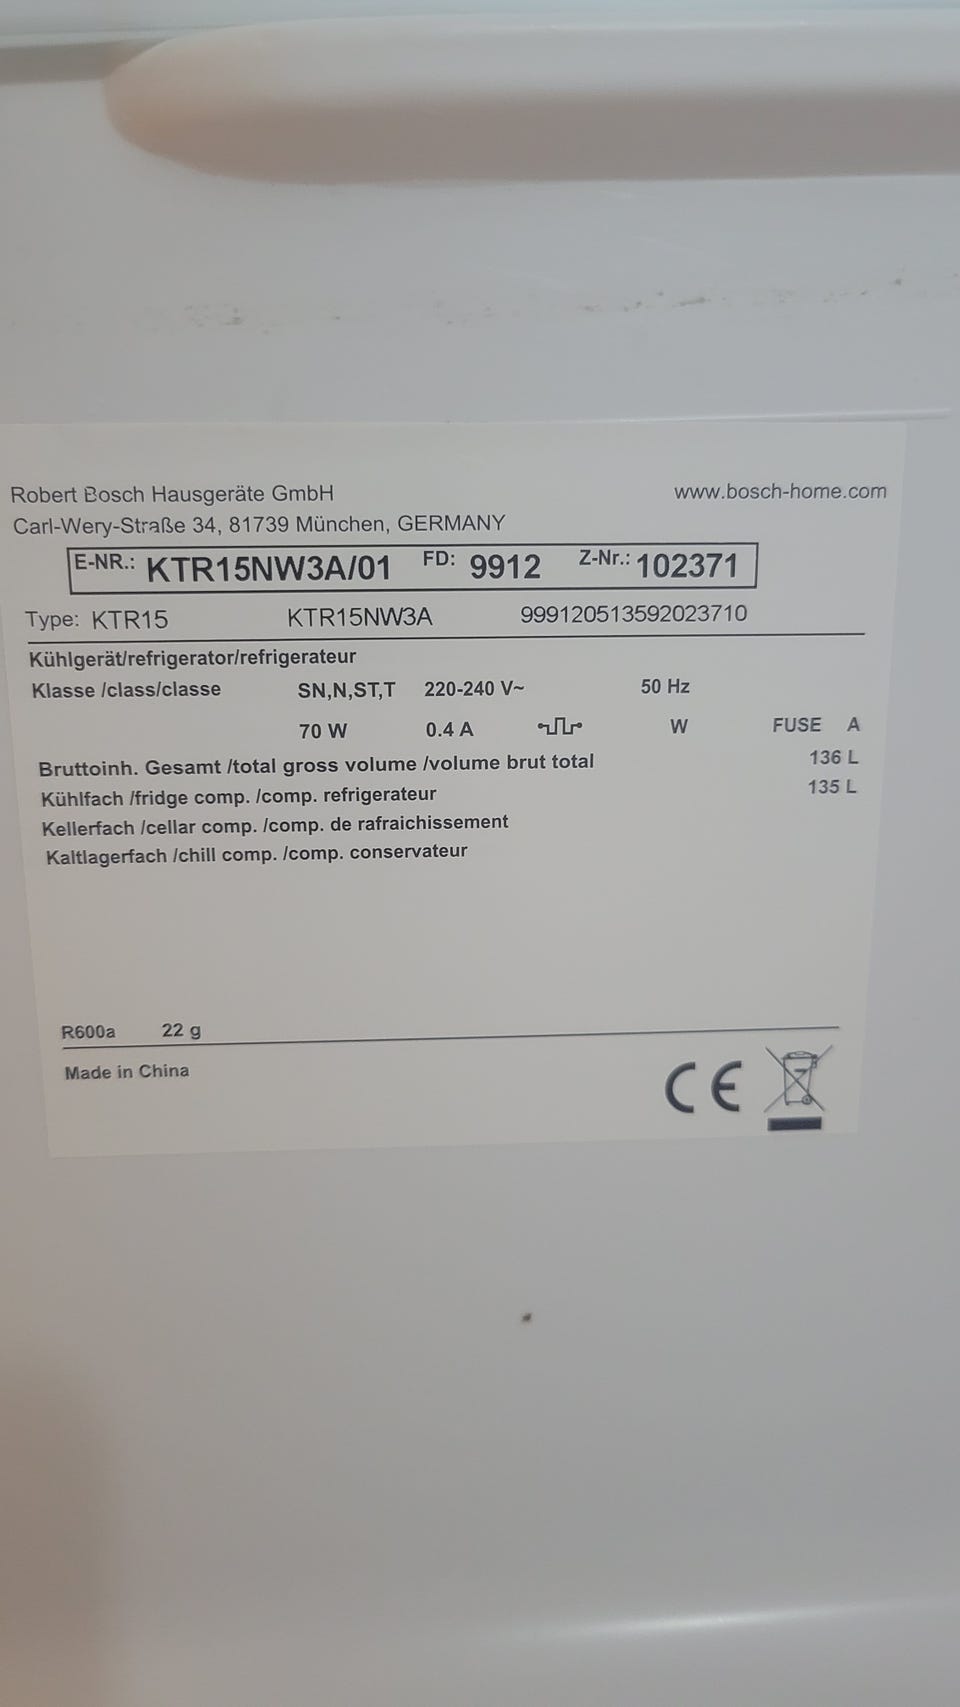 Robert Bosch Hausgeräte GmbH www.bosch-home.com
Carl-Wery-Straße 34, 81739 München, GERMANY
E-NR.: KTR15NW3A/01 FD: 9912 Z-Nr.: 102371
Type: KTR15 KTR15NW3A 999120513592023710
Kühlgerät/refrigerator/refrigerateur
Klasse /class/classe SN,N,ST,T 220-240 V~ 50 Hz
70 W 0.4 A W FUSE A
Bruttoinh. Gesamt /total gross volume /volume brut total 136 L
Kühlfach /fridge comp. /comp. refrigerateur 135 L
Kellerfach /cellar comp. /comp. de rafraichissement
Kaltlagerfach /chill comp. /comp. conservateur
R600a 22 g
Made in China
CE